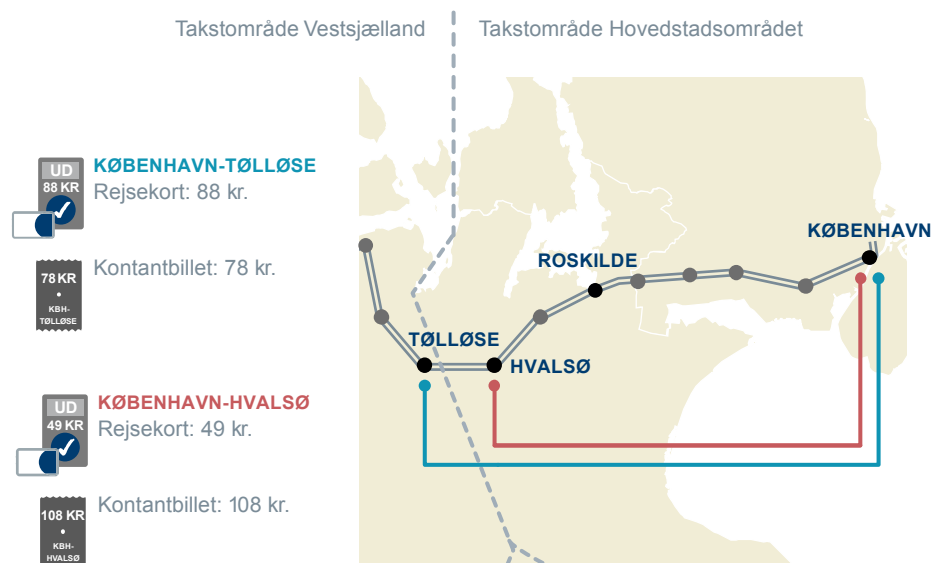 Takstområde Vestsjælland
Takstområde Hovedstadsområdet
UD
88 KR
KØBENHAVN-TØLLØSE
Rejsekort: 88 kr.
78 KR
KBH-
TØLLØSE
Kontantbillet: 78 kr.
UD
49 KR
KØBENHAVN-HVALSØ
Rejsekort: 49 kr.
108 KR
KBH-
HVALSØ
Kontantbillet: 108 kr.
KØBENHAVN
ROSKILDE
TØLLØSE
HVALSØ